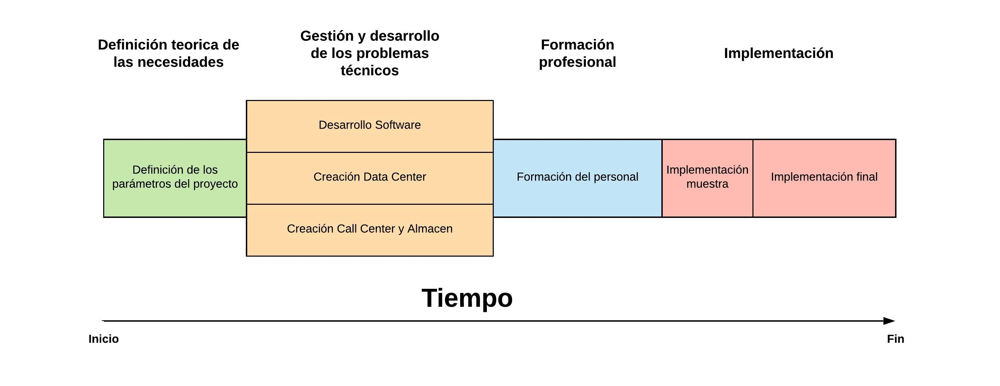 Definición teorica de
las necesidades
Gestión y desarrollo
de los problemas
técnicos
Formación
profesional
Implementación
Desarrollo Software
Definición de los
parámetros del proyecto
Creación Data Center
Formación del personal
Implementación
muestra
Implementación final
Creación Call Center y Almacen
Tiempo
Inicio
Fin